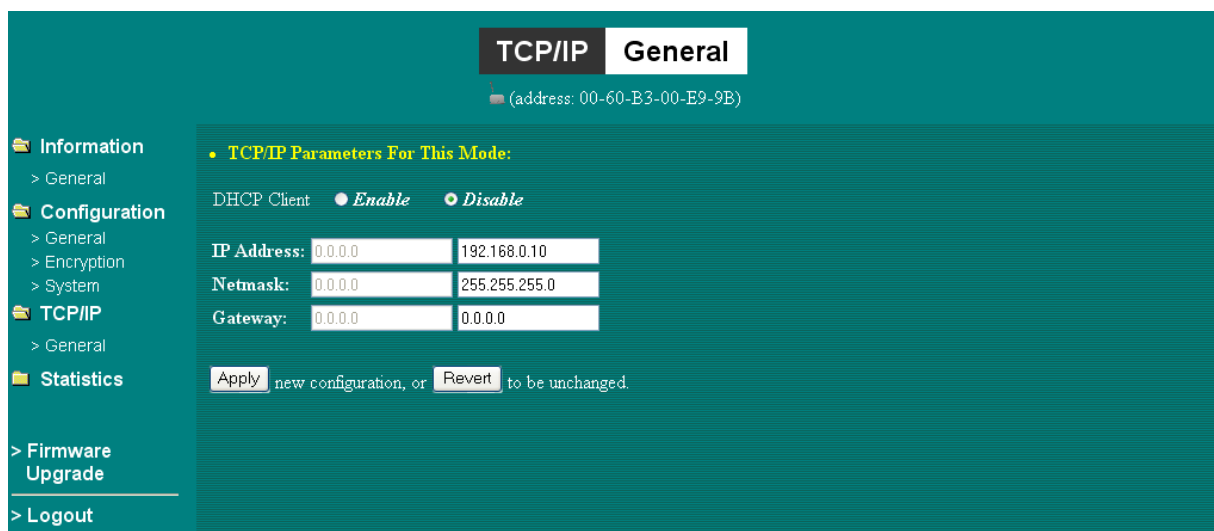 TCP/IP General
(address: 00-60-B3-00-E9-9B)
Information
> General
Configuration
> General
> Encryption
> System
TCP/IP
> General
Statistics
> Firmware
Upgrade
> Logout
• TCP/IP Parameters For This Mode:
DHCP Client Enable Disable
IP Address: 0.0.0.0 192.168.0.10
Netmask: 0.0.0.0 255.255.255.0
Gateway: 0.0.0.0 0.0.0.0
Apply new configuration, or Revert to be unchanged.